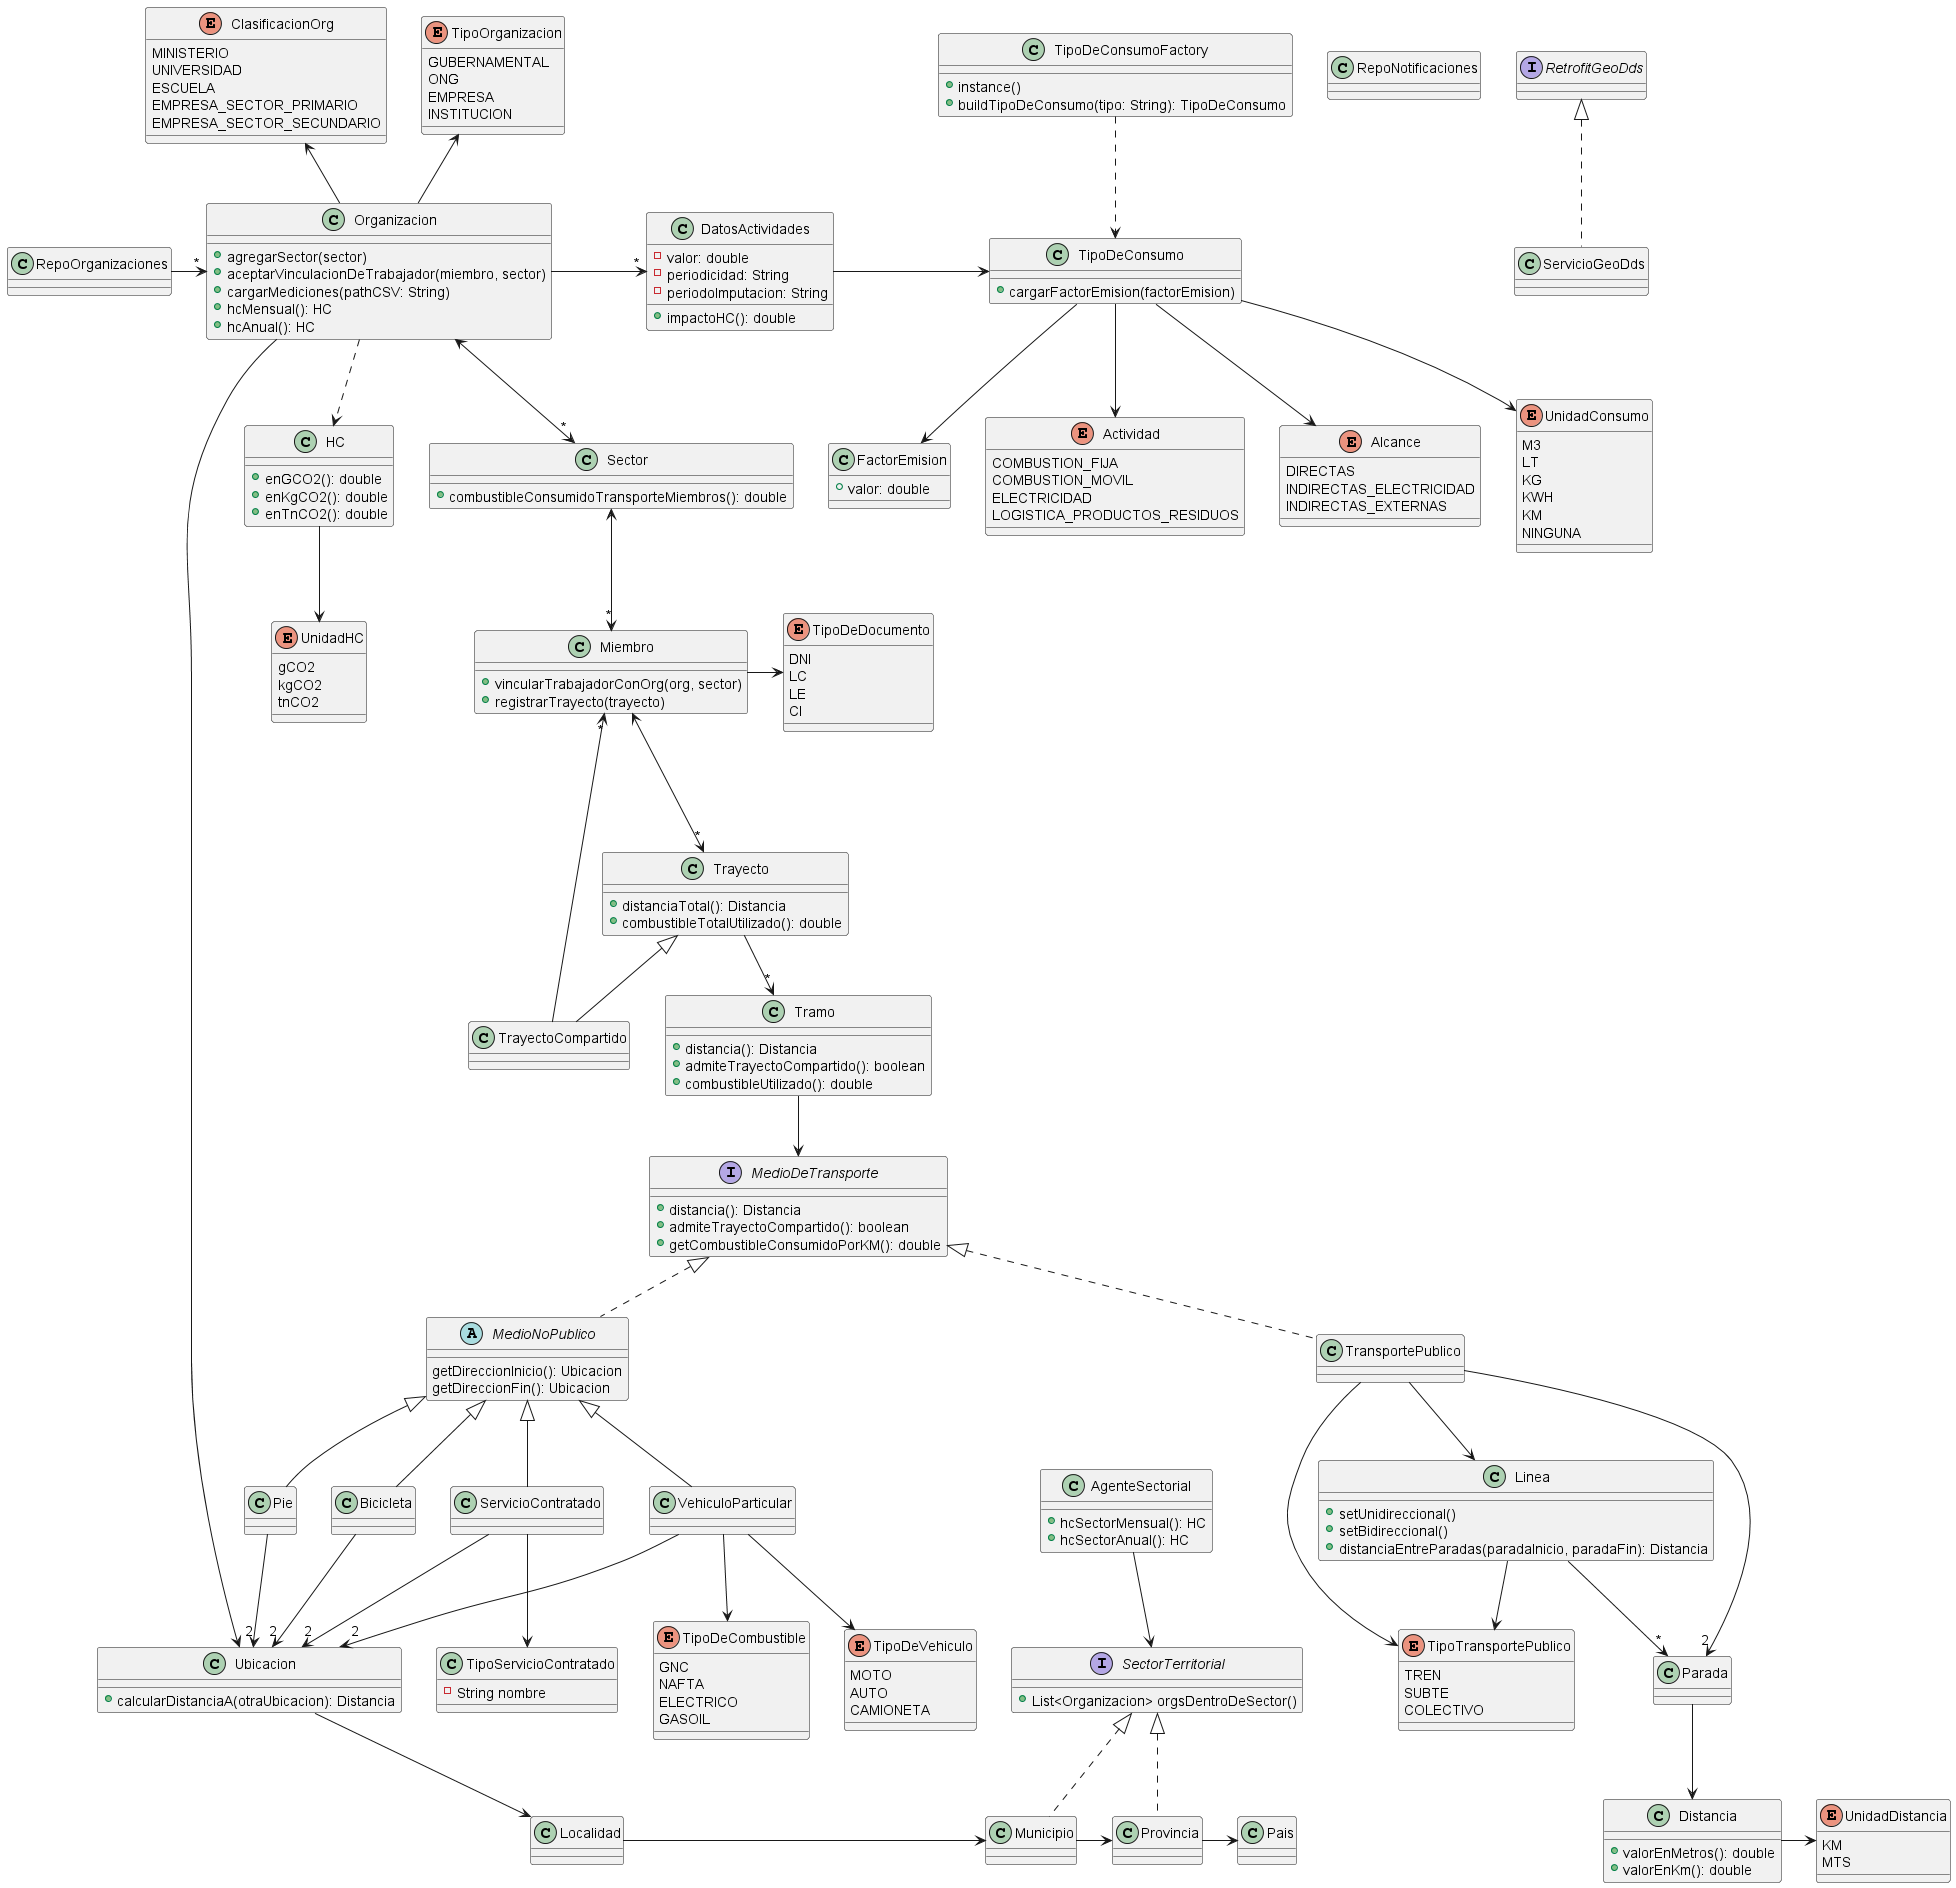 E ClasificacionOrg
MINISTERIO
UNIVERSIDAD
ESCUELA
EMPRESA_SECTOR_PRIMARIO
EMPRESA_SECTOR_SECUNDARIO
E TipoOrganizacion
GUBERNAMENTAL
ONG
EMPRESA
INSTITUCION
C TipoDeConsumoFactory
instance()
buildTipoDeConsumo(tipo: String): TipoDeConsumo
C RepoNotificaciones
I RetrofitGeoDds
C RepoOrganizaciones
*
C Organizacion
agregarSector(sector)
aceptarVinculacionDeTrabajador(miembro, sector)
cargarMediciones(pathCSV: String)
hcMensual(): HC
hcAnual(): HC
*
C DatosActividades
valor: double
periodicidad: String
periodoImputacion: String
impactoHC(): double
C TipoDeConsumo
cargarFactorEmision(factorEmision)
C ServicioGeoDds
C HC
enGCO2(): double
enKgCO2(): double
enTnCO2(): double
*
C Sector
combustibleConsumidoTransporteMiembros(): double
C FactorEmision
valor: double
E Actividad
COMBUSTION_FIJA
COMBUSTION_MOVIL
ELECTRICIDAD
LOGISTICA_PRODUCTOS_RESIDUOS
E Alcance
DIRECTAS
INDIRECTAS_ELECTRICIDAD
INDIRECTAS_EXTERNAS
E UnidadConsumo
M3
LT
KG
KWH
KM
NINGUNA
E UnidadHC
gCO2
kgCO2
tnCO2
*
C Miembro
vincularTrabajadorConOrg(org, sector)
registrarTrayecto(trayecto)
*
E TipoDeDocumento
DNI
LC
LE
CI
*
C Trayecto
distanciaTotal(): Distancia
combustibleTotalUtilizado(): double
C TrayectoCompartido
*
C Tramo
distancia(): Distancia
admiteTrayectoCompartido(): boolean
combustibleUtilizado(): double
I MedioDeTransporte
distancia(): Distancia
admiteTrayectoCompartido(): boolean
getCombustibleConsumidoPorKM(): double
A MedioNoPublico
getDireccionInicio(): Ubicacion
getDireccionFin(): Ubicacion
C TransportePublico
C Pie
C Bicicleta
C ServicioContratado
C VehiculoParticular
C AgenteSectorial
hcSectorMensual(): HC
hcSectorAnual(): HC
C Linea
setUnidireccional()
setBidireccional()
distanciaEntreParadas(paradaInicio, paradaFin): Distancia
2
2
2
2
C Ubicacion
calcularDistanciaA(otraUbicacion): Distancia
C TipoServicioContratado
String nombre
E TipoDeCombustible
GNC
NAFTA
ELECTRICO
GASOIL
E TipoDeVehiculo
MOTO
AUTO
CAMIONETA
I SectorTerritorial
List<Organizacion> orgsDentroDeSector()
E TipoTransportePublico
TREN
SUBTE
COLECTIVO
*
2
C Parada
C Localidad
C Municipio
C Provincia
C Pais
C Distancia
valorEnMetros(): double
valorEnKm(): double
E UnidadDistancia
KM
MTS